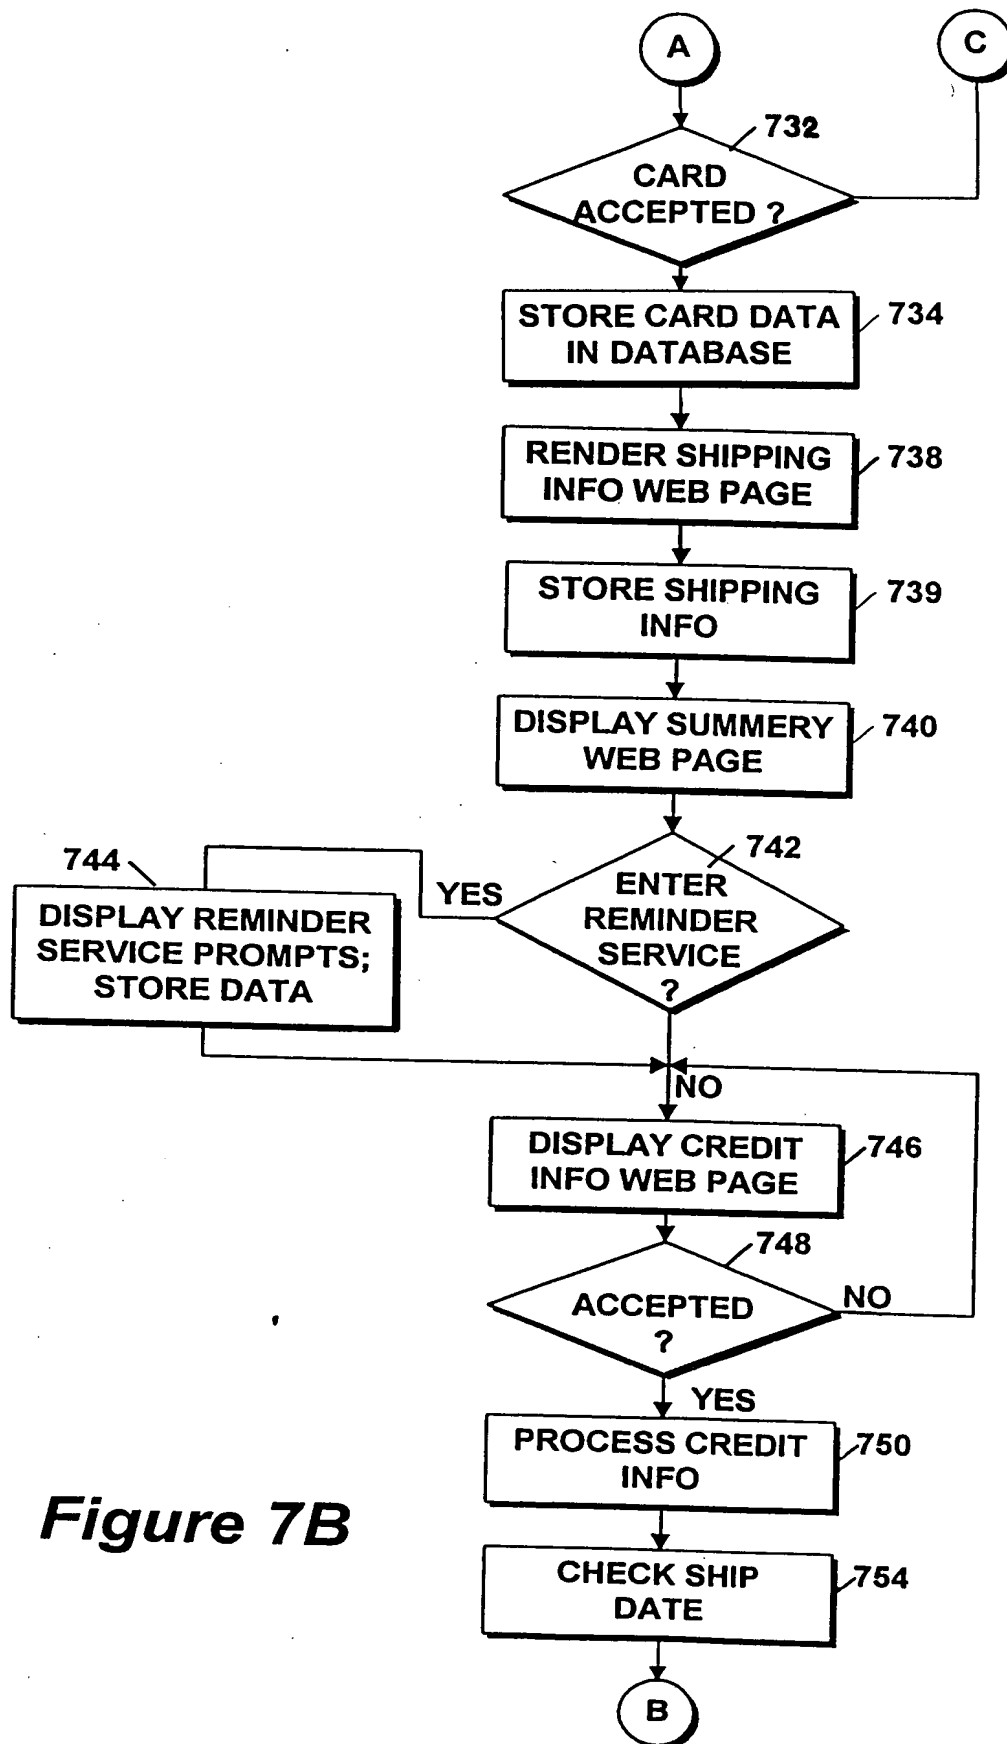 A
C
732
CARD
ACCEPTED ?
STORE CARD DATA
IN DATABASE
734
RENDER SHIPPING
INFO WEB PAGE
738
STORE SHIPPING
INFO
739
DISPLAY SUMMERY
WEB PAGE
740
742
ENTER
REMINDER
SERVICE
?
YES
744
DISPLAY REMINDER
SERVICE PROMPTS;
STORE DATA
NO
DISPLAY CREDIT
INFO WEB PAGE
746
748
ACCEPTED
?
NO
YES
PROCESS CREDIT
INFO
750
CHECK SHIP
DATE
754
B
Figure 7B